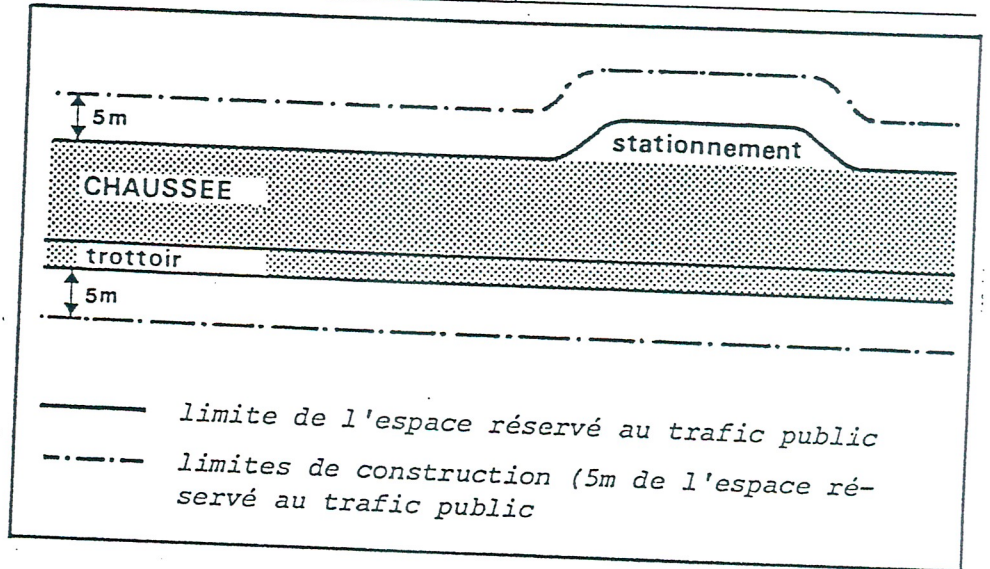 5m
stationnement
CHAUSSEE
trottoir
5m
limite de l'espace réservé au trafic public
limites de construction (5m de l'espace ré-
servé au trafic public